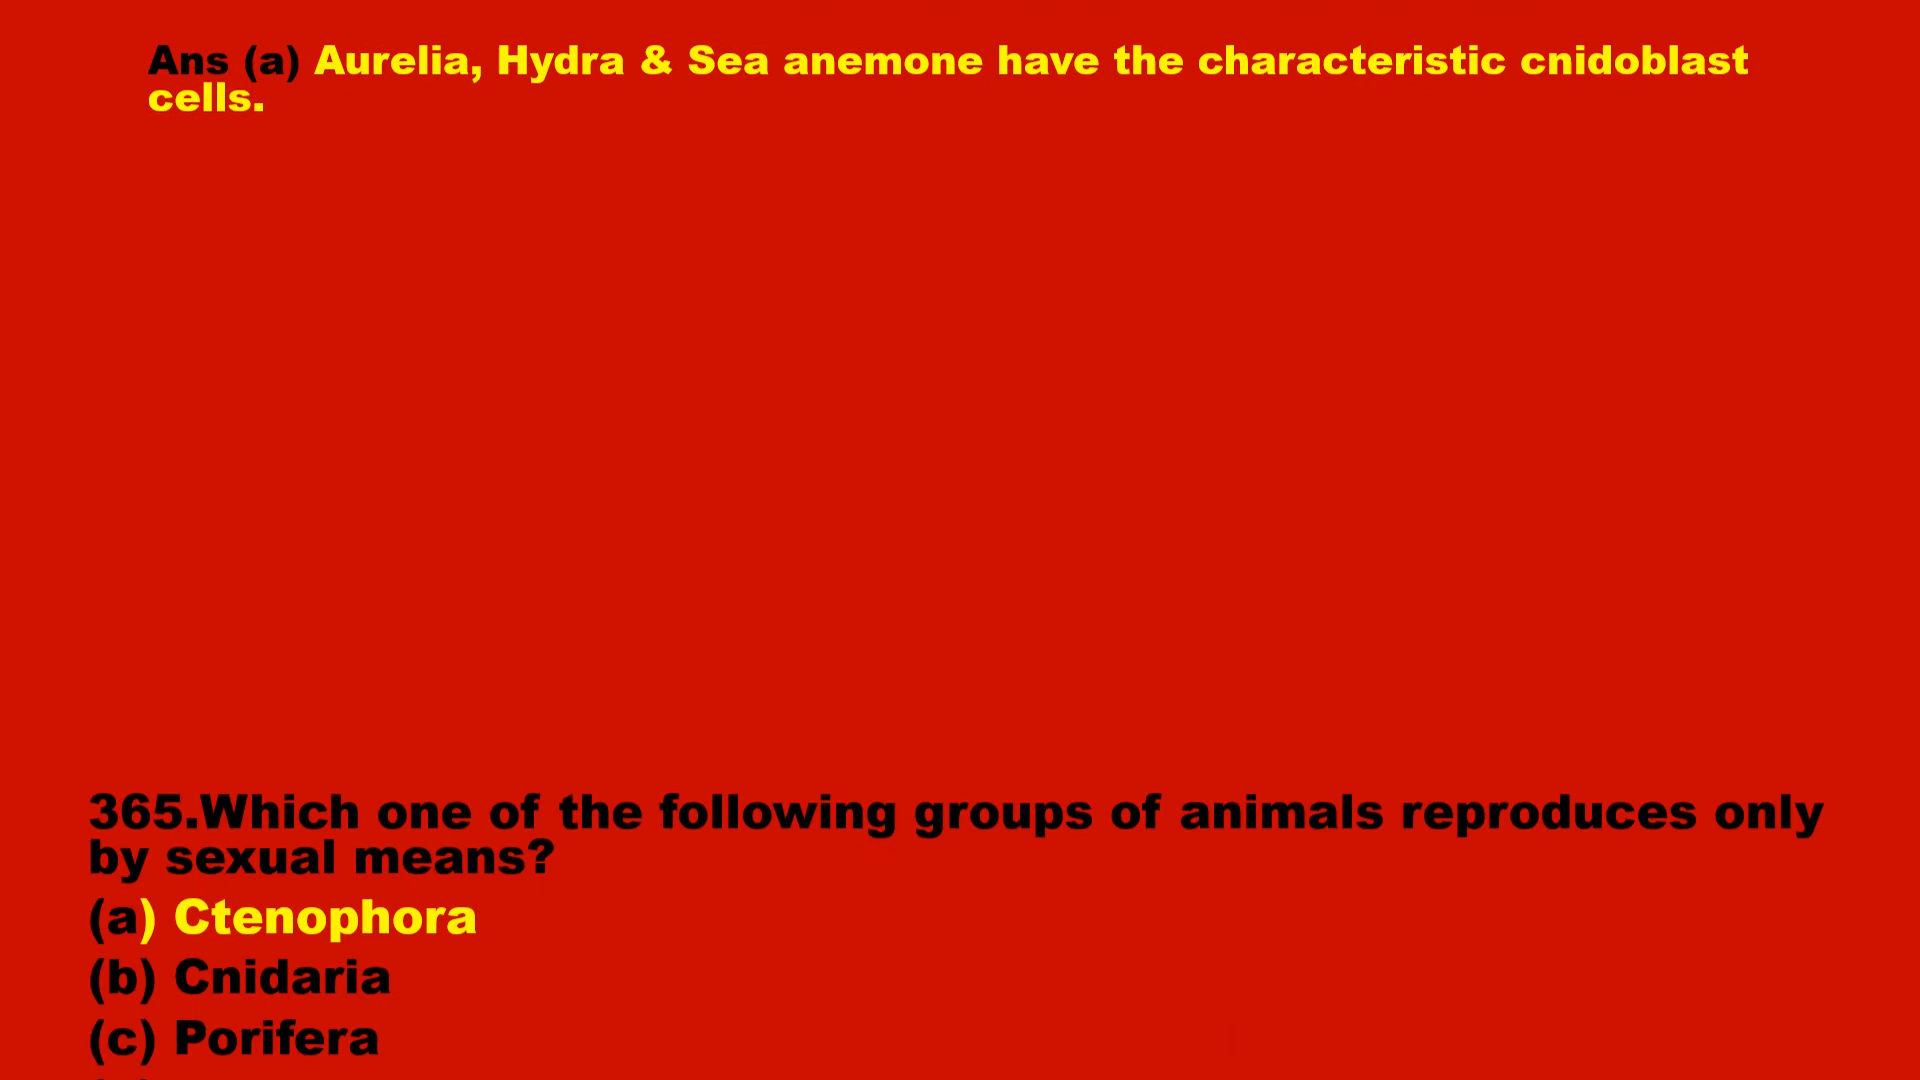 Ans (a) Aurelia, Hydra & Sea anemone have the characteristic cnidoblast
cells.
365.Which one of the following groups of animals reproduces only
by sexual means?
(a) Ctenophora
(b) Cnidaria
(c) Porifera